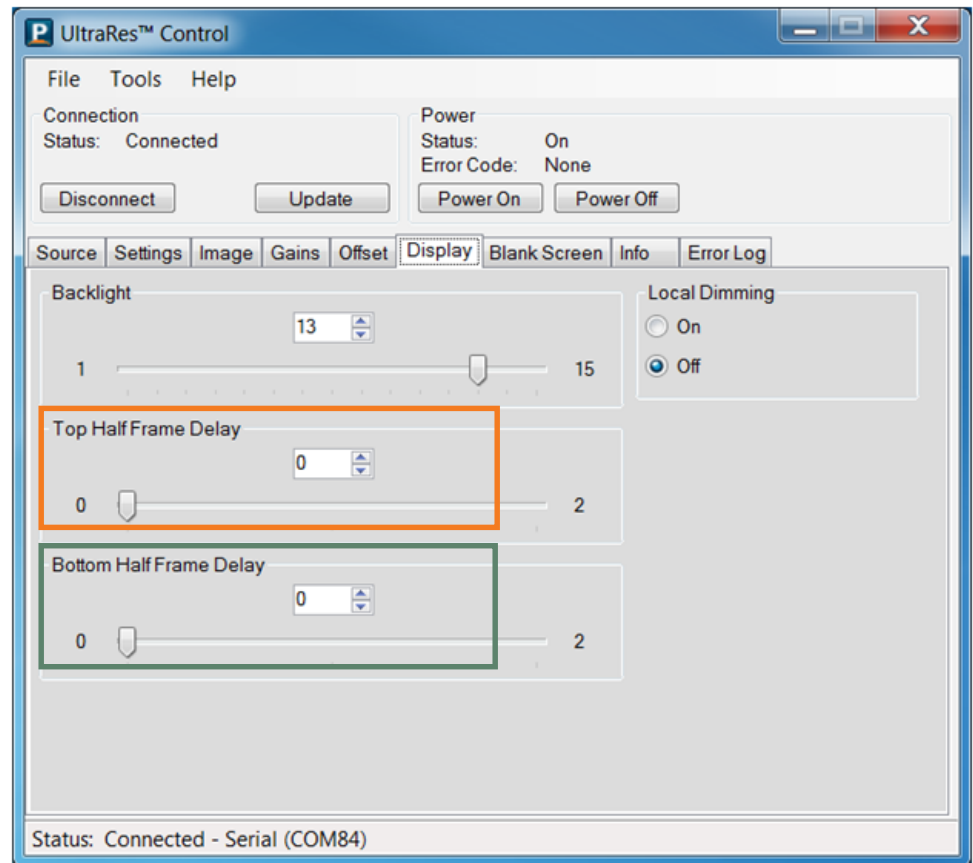 P UltraRes™ Control
File Tools Help
Connection
Status: Connected
Disconnect Update
Power
Status: On
Error Code: None
Power On Power Off
Source Settings Image Gains Offset Display Blank Screen Info Error Log
Backlight
13
1 15
Local Dimming
On
Off
Top Half Frame Delay
0
0 2
Bottom Half Frame Delay
0
0 2
Status: Connected - Serial (COM84)